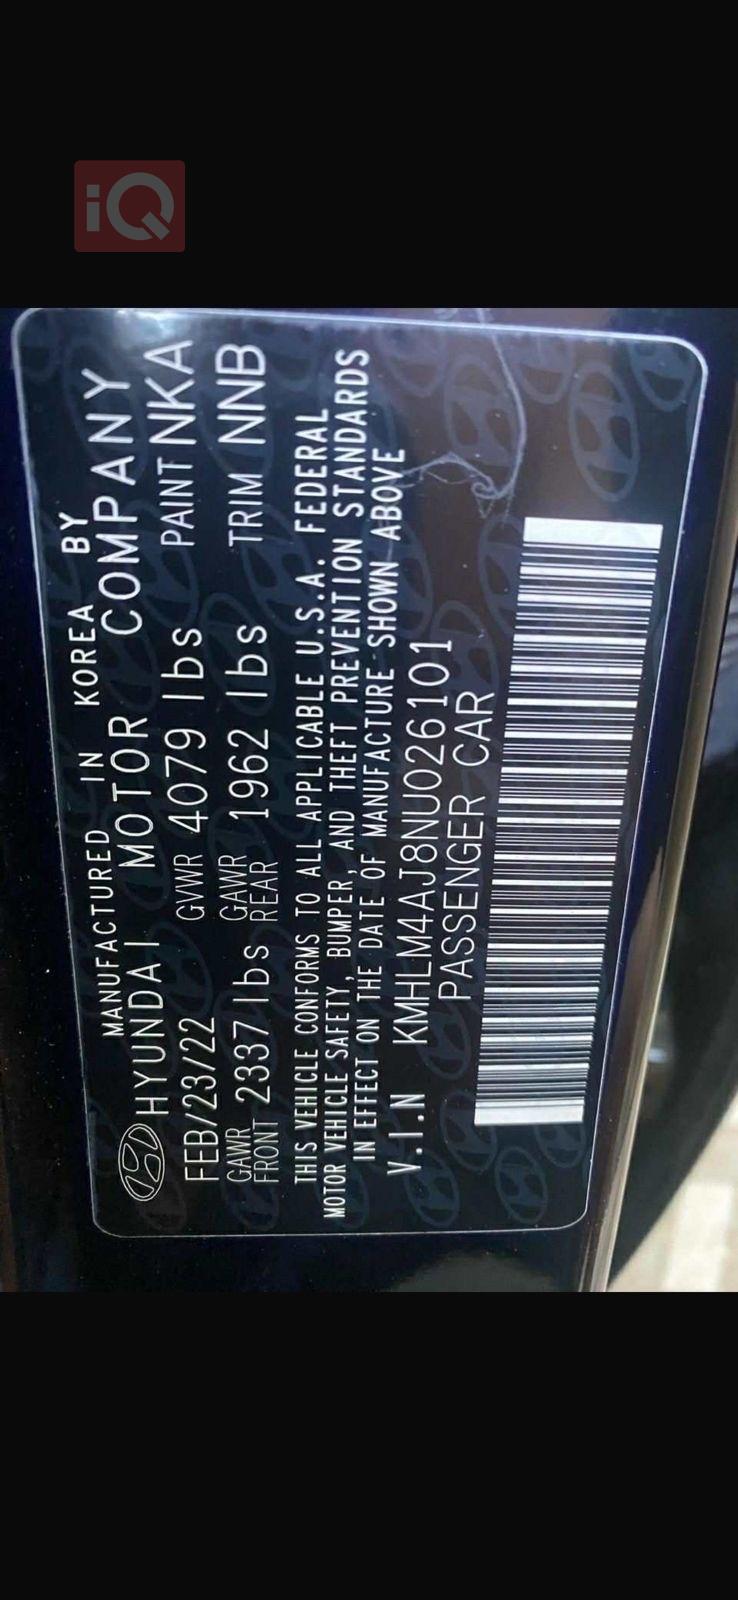 iQ
MANUFACTURED IN KOREA BY
HYUNDAI MOTOR COMPANY
FEB/23/22 GVWR 4079 lbs PAINT NKA
GAWR FRONT 2337 lbs GAWR REAR 1962 lbs TRIM NNB
THIS VEHICLE CONFORMS TO ALL APPLICABLE U.S.A. FEDERAL
MOTOR VEHICLE SAFETY, BUMPER, AND THEFT PREVENTION STANDARDS
IN EFFECT ON THE DATE OF MANUFACTURE SHOWN ABOVE
V.I.N KMHLM4AJ8NU026101
PASSENGER CAR